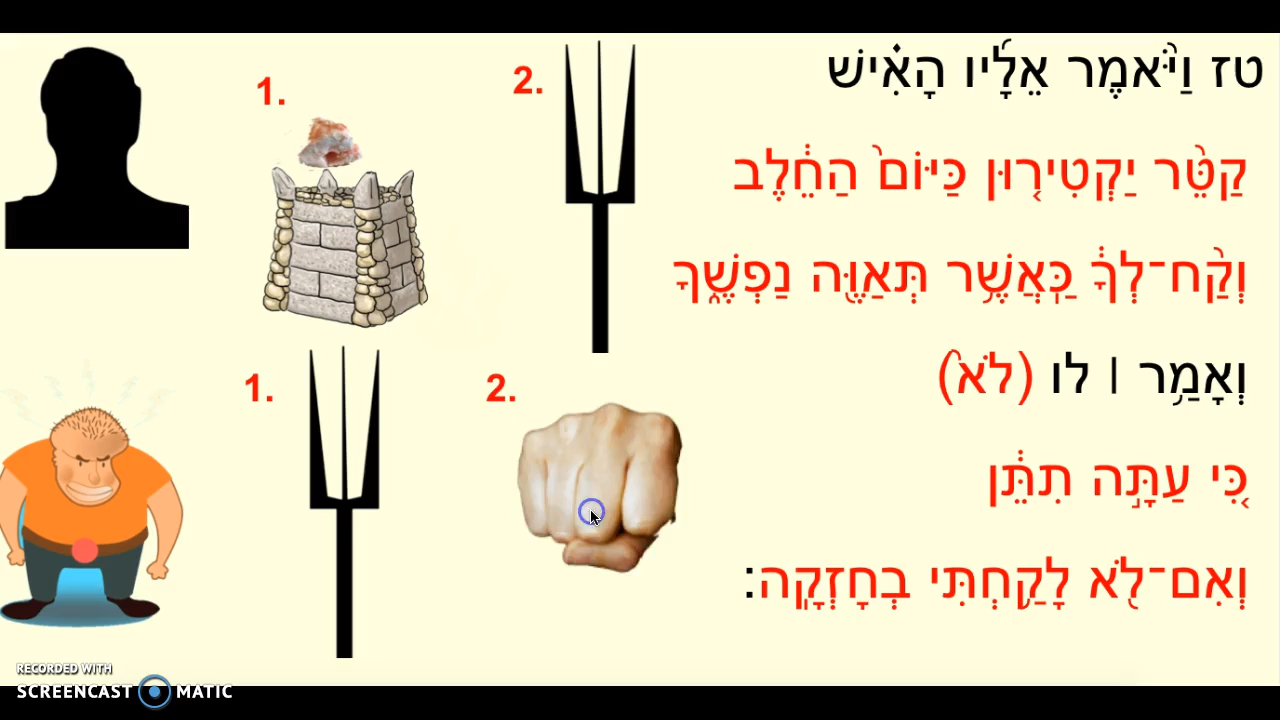 טז וַיֹּ֨אמֶר אֵלָ֜יו הָאִ֗ישׁ
1.
2.
קַטֵּ֨ר יַקְטִיר֤וּן כַּיּוֹם֙ הַחֵ֔לֶב
וְקַ֨ח־לְךָ֔ כַּאֲשֶׁ֥ר תְּאַוֶּ֖ה נַפְשֶׁ֑ךָ
וְאָמַ֥ר ׀ לו (לֹא֙)
1.
2.
כִּ֚י עַתָּ֣ה תִתֵּ֔ן
וְאִם־לֹ֖א לָקַ֥חְתִּי בְחָזְקָֽה׃
RECORDED WITH
SCREENCAST MATIC